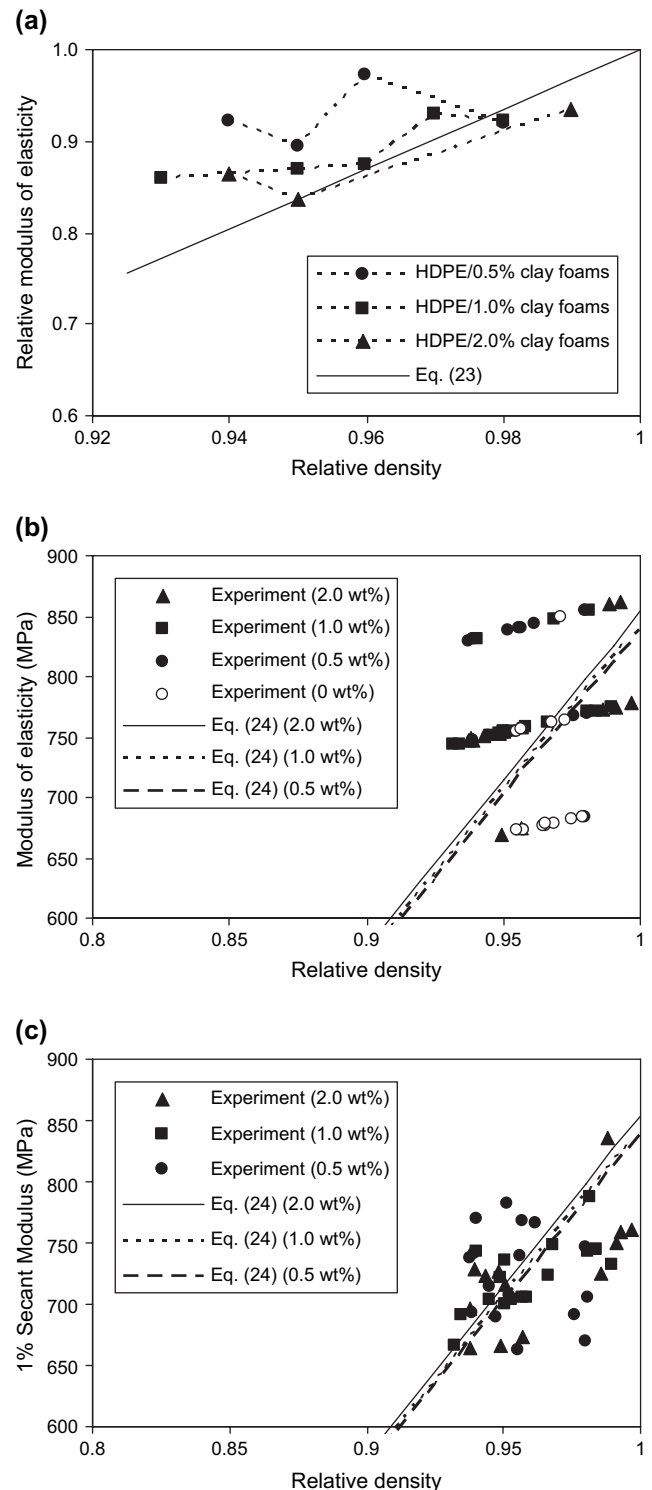 (a)
1.0
0.9
0.8
0.7
0.6
Relative modulus of elasticity
HDPE/0.5% clay foams
HDPE/1.0% clay foams
HDPE/2.0% clay foams
Eq. (23)
0.92
0.94
0.96
0.98
1
Relative density
(b)
900
850
800
750
700
650
600
Modulus of elasticity (MPa)
Experiment (2.0 wt%)
Experiment (1.0 wt%)
Experiment (0.5 wt%)
Experiment (0 wt%)
Eq. (24) (2.0 wt%)
Eq. (24) (1.0 wt%)
Eq. (24) (0.5 wt%)
0.8
0.85
0.9
0.95
1
Relative density
(c)
900
850
800
750
700
650
600
1% Secant Modulus (MPa)
Experiment (2.0 wt%)
Experiment (1.0 wt%)
Experiment (0.5 wt%)
Eq. (24) (2.0 wt%)
Eq. (24) (1.0 wt%)
Eq. (24) (0.5 wt%)
0.8
0.85
0.9
0.95
1
Relative density